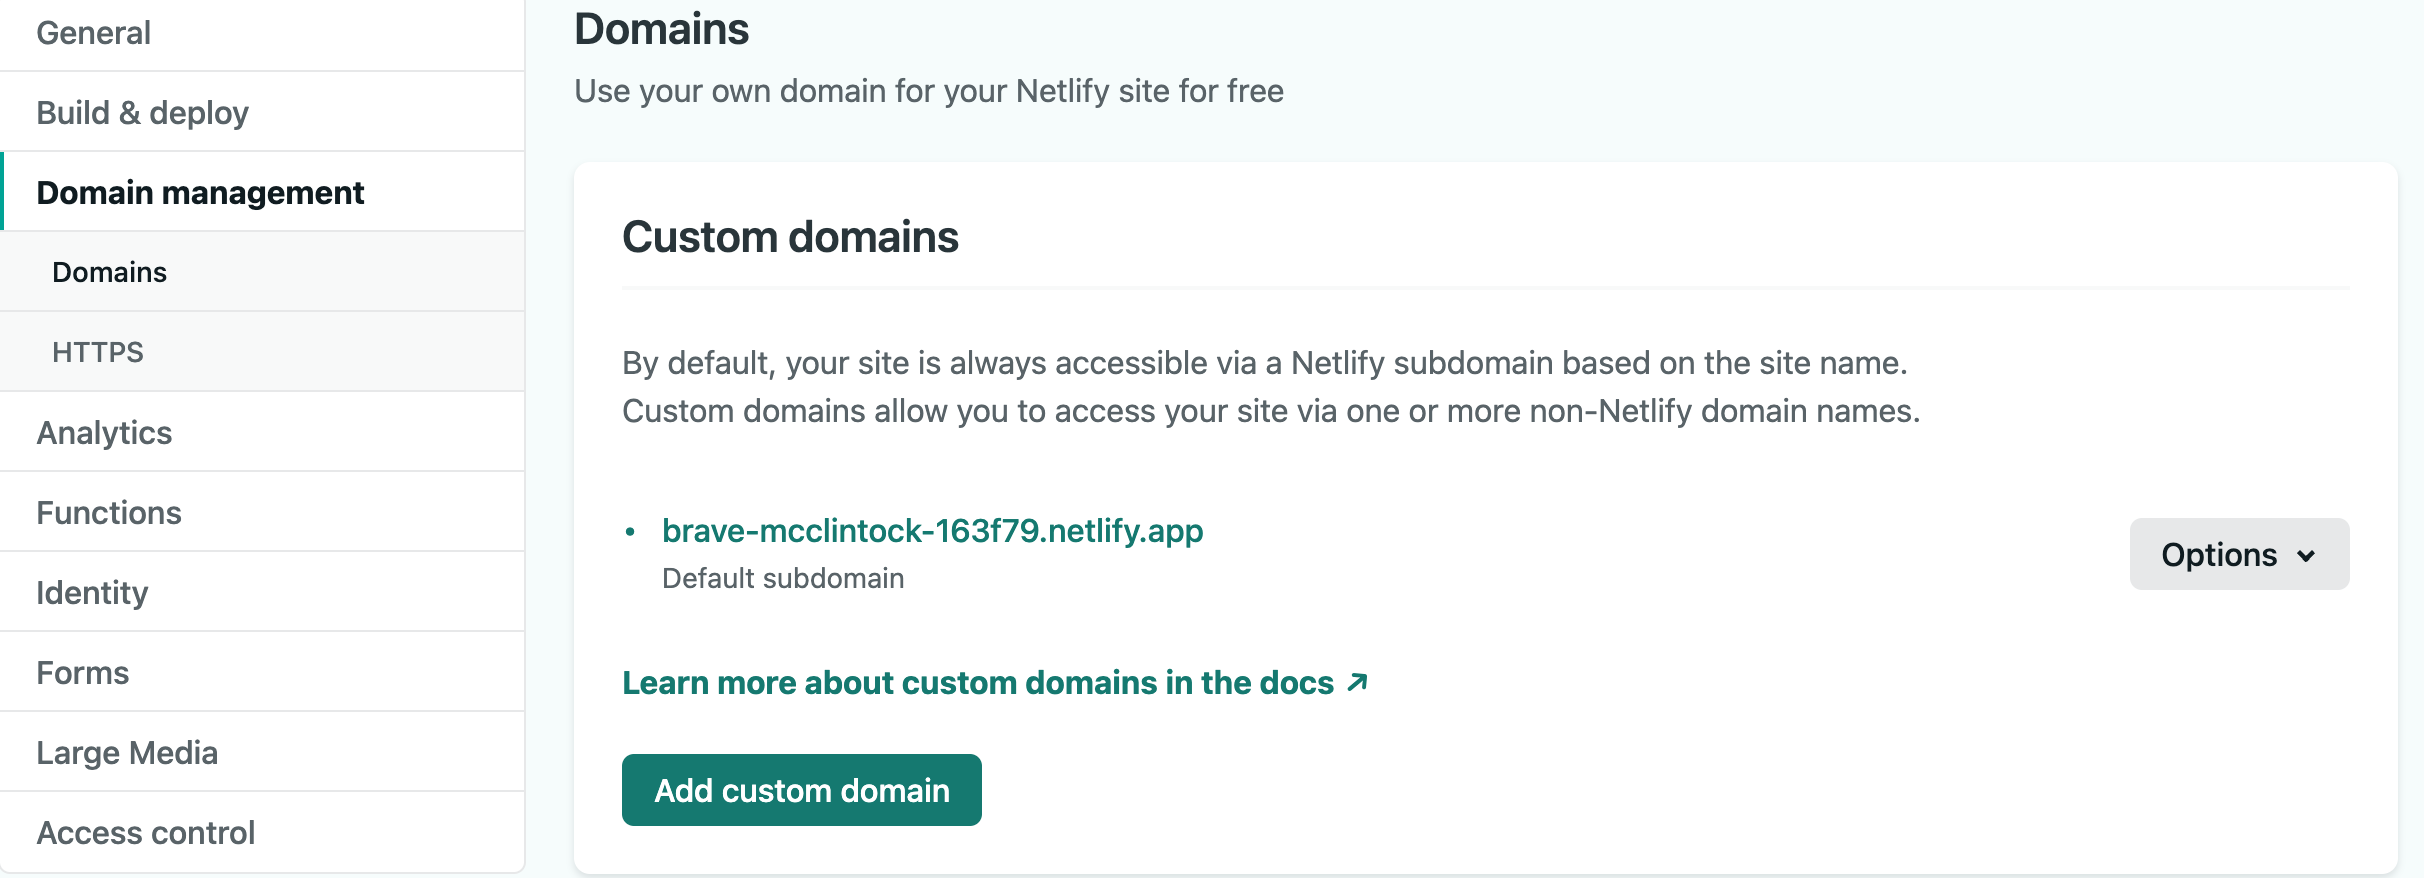 General
Build & deploy
Domain management
Domains
HTTPS
Analytics
Functions
Identity
Forms
Large Media
Access control
Domains
Use your own domain for your Netlify site for free
Custom domains
By default, your site is always accessible via a Netlify subdomain based on the site name.
Custom domains allow you to access your site via one or more non-Netlify domain names.
• brave-mcclintock-163f79.netlify.app
Default subdomain
Options
Learn more about custom domains in the docs ↗
Add custom domain